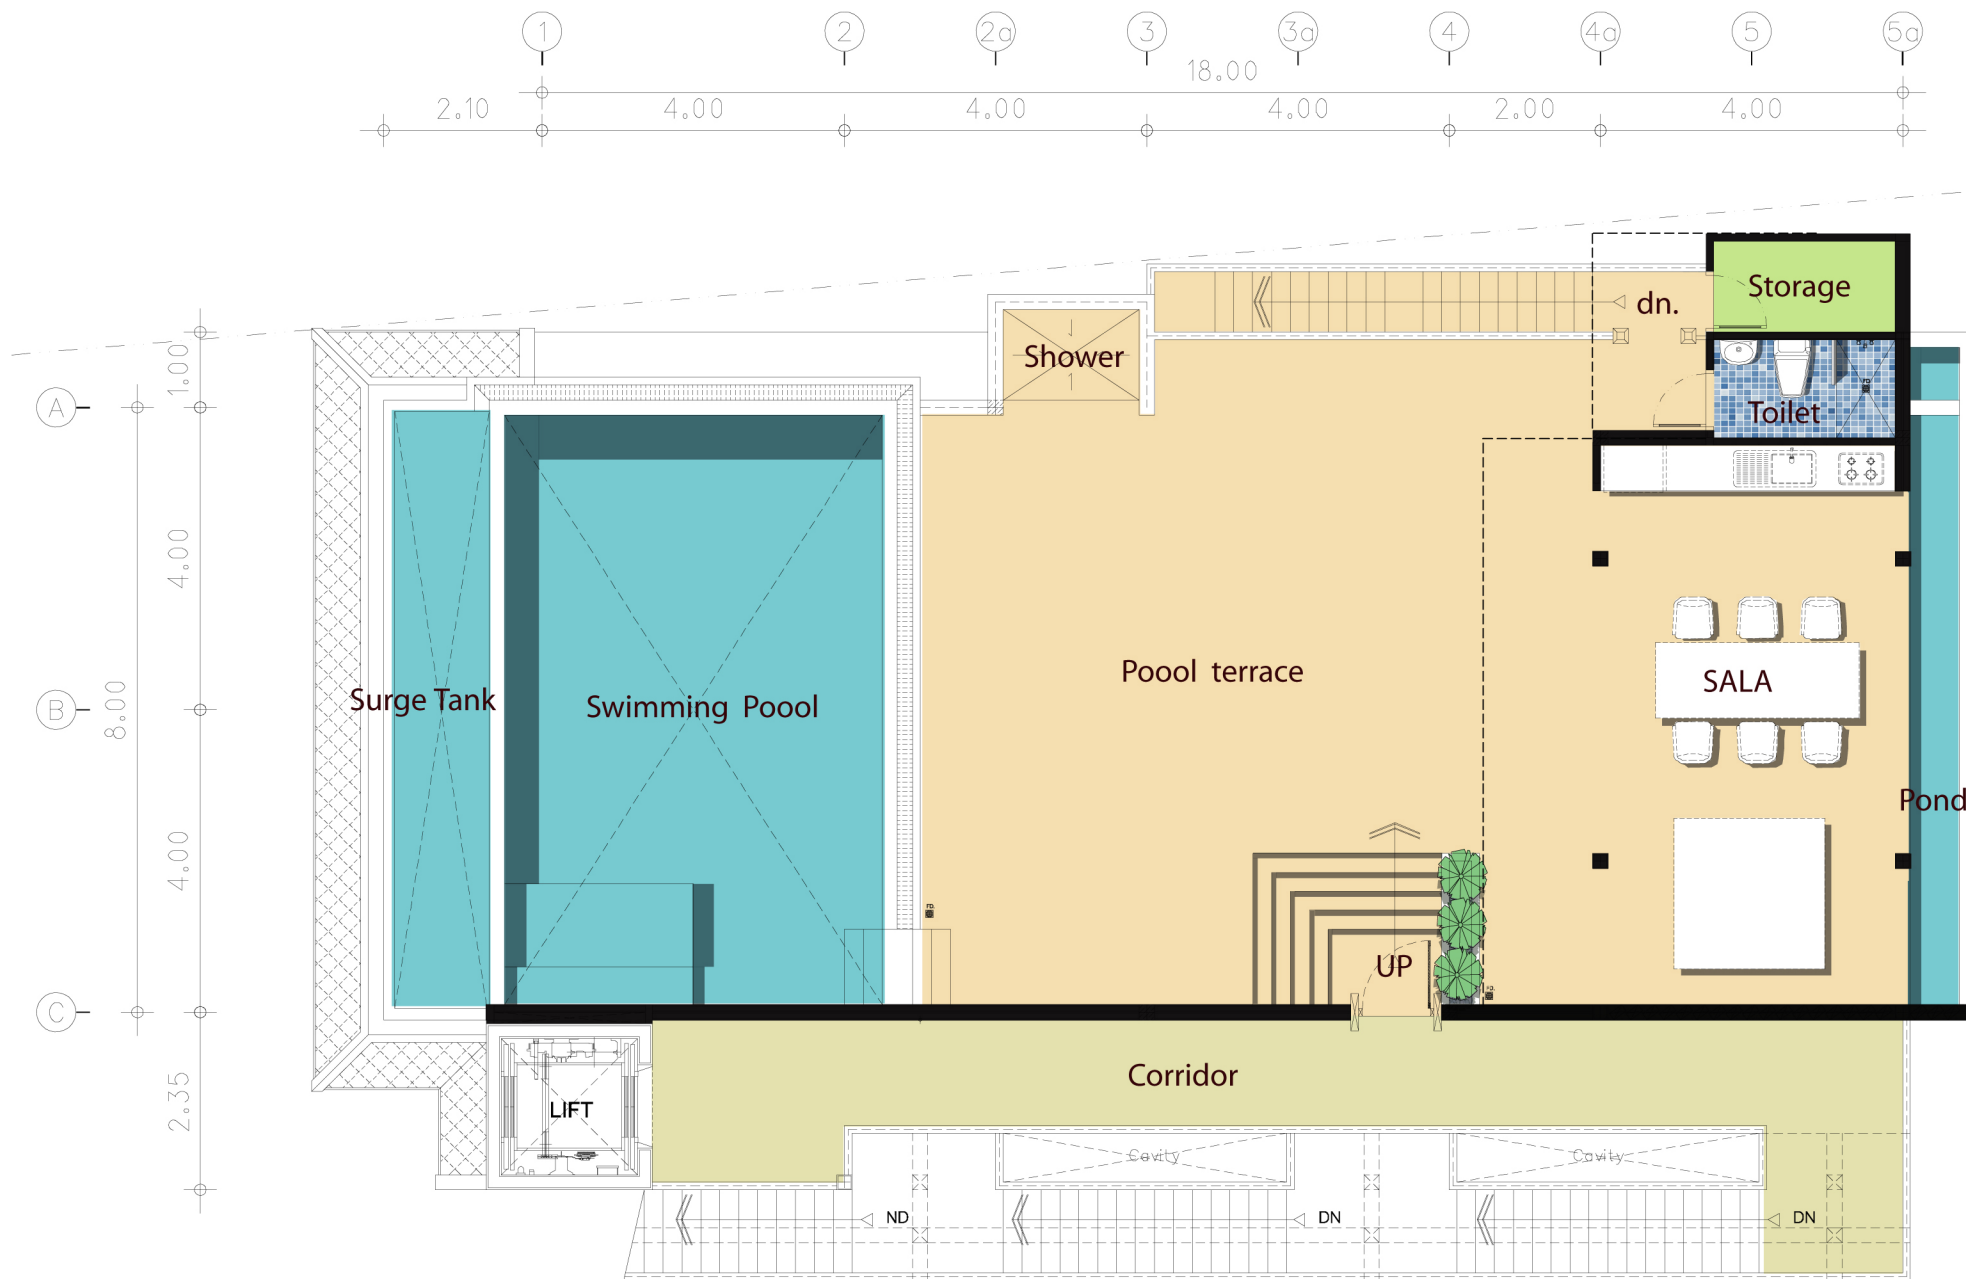 1 2 2a 3 3a 4 4a 5 5a
18.00
2.10 4.00 4.00 4.00 2.00 4.00
Storage
dn.
1.00
Shower
A
Toilet
4.00
Poool terrace
SALA
Surge Tank
Swimming Poool
B
8.00
Pond
4.00
FD.
UP
FD.
C
Corridor
2.35
LIFT
Cavity
Cavity
ND
DN
DN